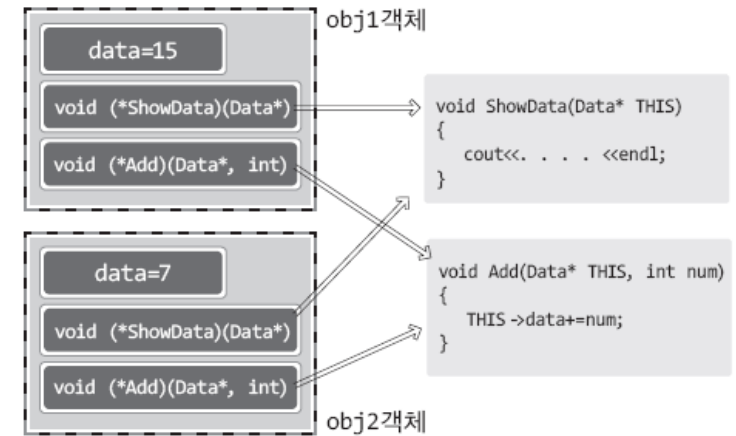 obj1객체
data=15
void (*ShowData)(Data*)
void (*Add)(Data*, int)
void ShowData(Data* THIS)
{
cout<<. . . . <<endl;
}
data=7
void (*ShowData)(Data*)
void (*Add)(Data*, int)
obj2객체
void Add(Data* THIS, int num)
{
THIS ->data+=num;
}